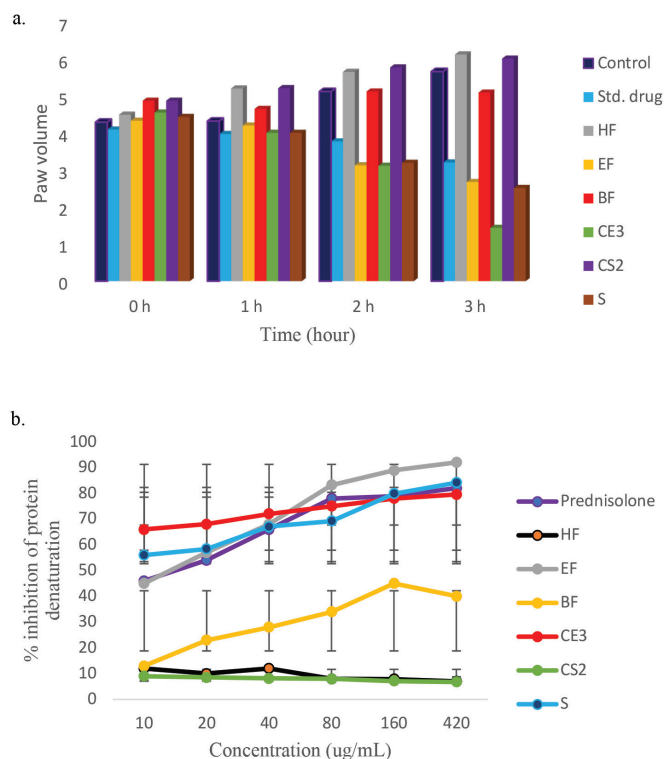 a.
7
6
5
4
3
2
1
0
Paw volume
0 h 1 h 2 h 3 h
Time (hour)
Control
Std. drug
HF
EF
BF
CE3
CS2
S
b.
100
90
80
70
60
50
40
30
20
10
0
% inhibition of protein
denaturation
10 20 40 80 160 420
Concentration (ug/mL)
Prednisolone
HF
EF
BF
CE3
CS2
S